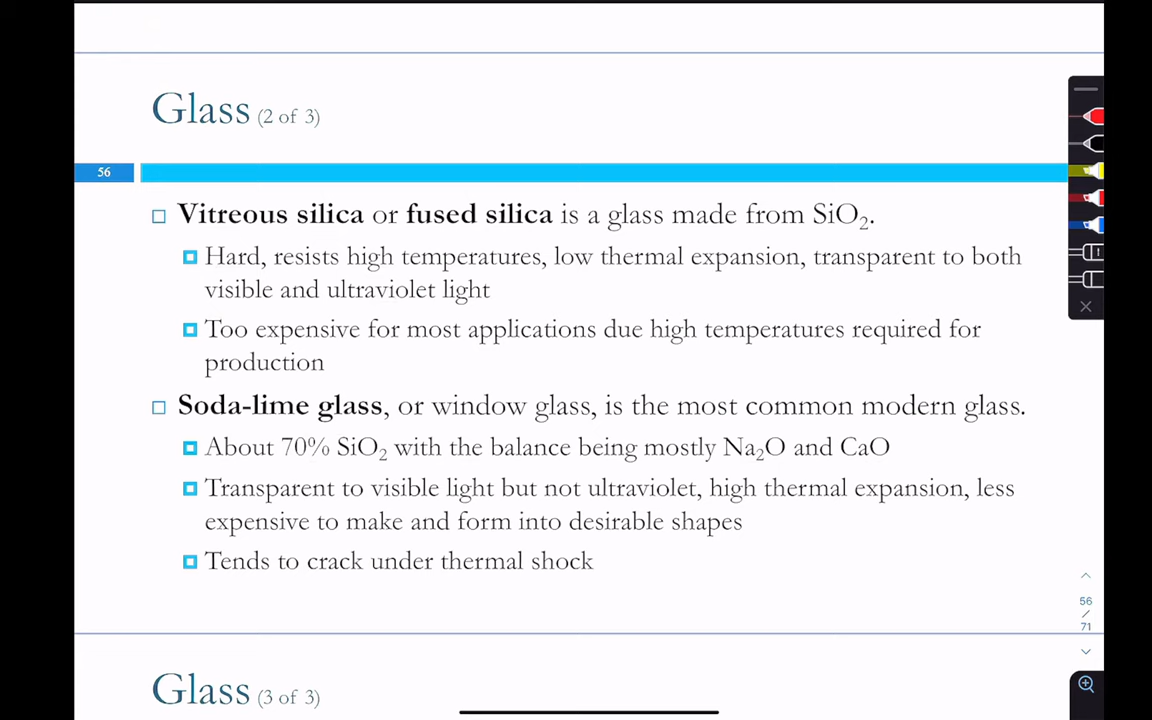 Glass (2 of 3)
56
Vitreous silica or fused silica is a glass made from SiO₂.
Hard, resists high temperatures, low thermal expansion, transparent to both
visible and ultraviolet light
Too expensive for most applications due high temperatures required for
production
Soda-lime glass, or window glass, is the most common modern glass.
About 70% SiO₂ with the balance being mostly Na₂O and CaO
Transparent to visible light but not ultraviolet, high thermal expansion, less
expensive to make and form into desirable shapes
Tends to crack under thermal shock
56
/
71
Glass (3 of 3)